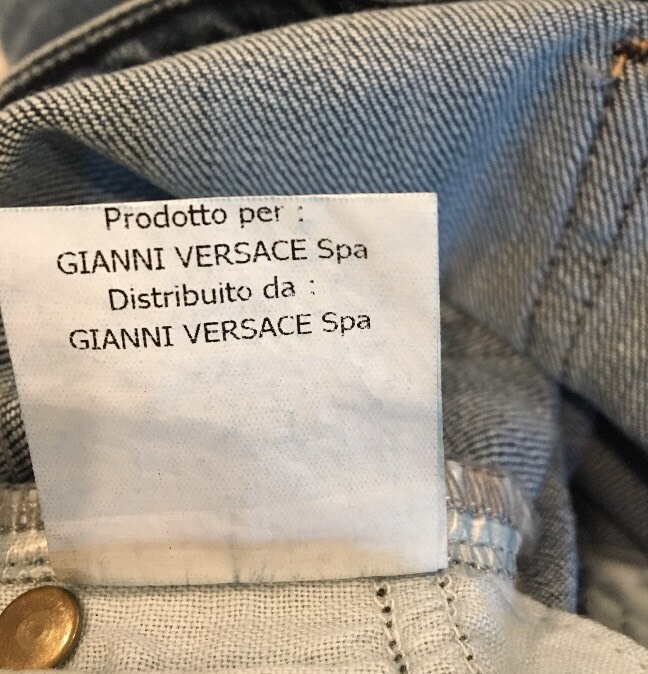 Prodotto per :
GIANNI VERSACE Spa
Distribuito da :
GIANNI VERSACE Spa